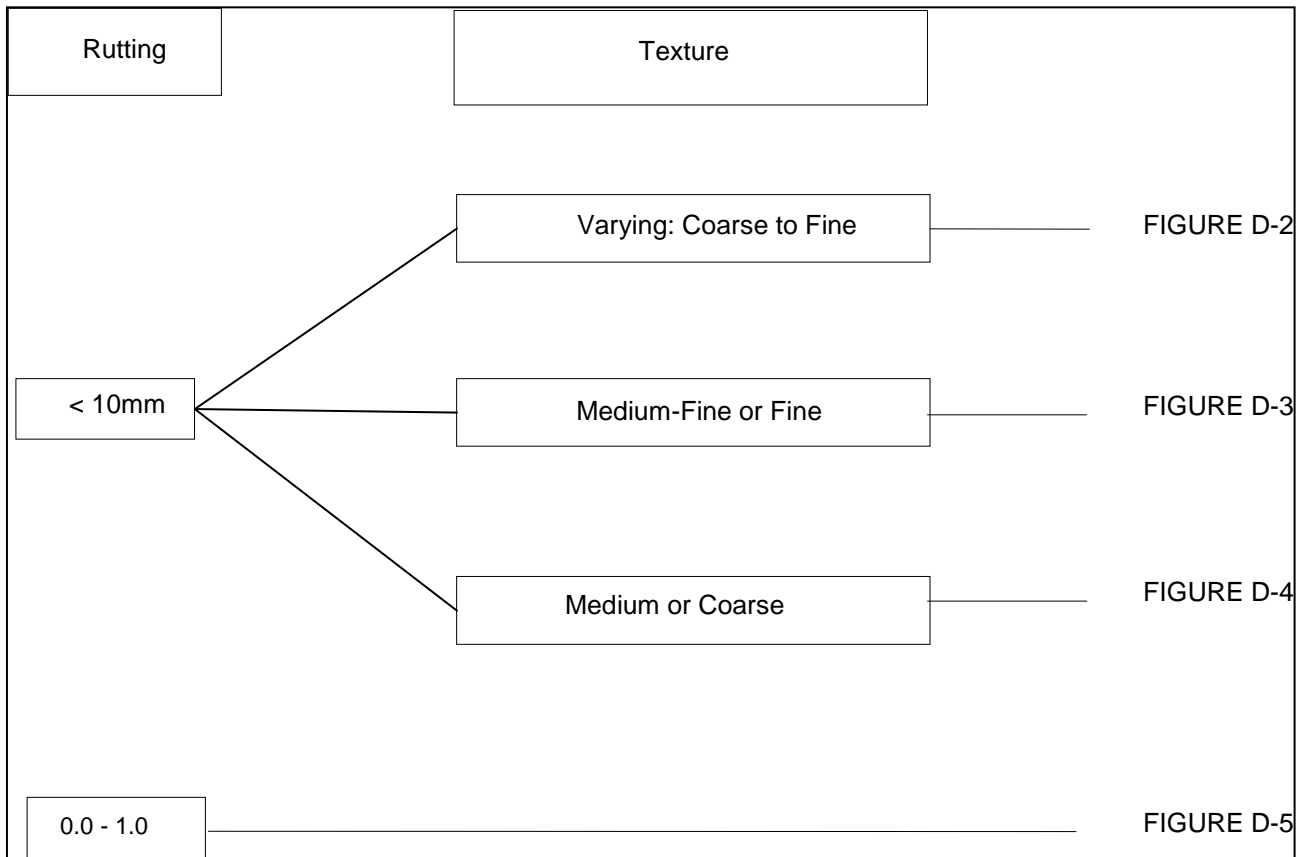 Rutting
Texture
Varying: Coarse to Fine
FIGURE D-2
< 10mm
Medium-Fine or Fine
FIGURE D-3
Medium or Coarse
FIGURE D-4
0.0 - 1.0
FIGURE D-5